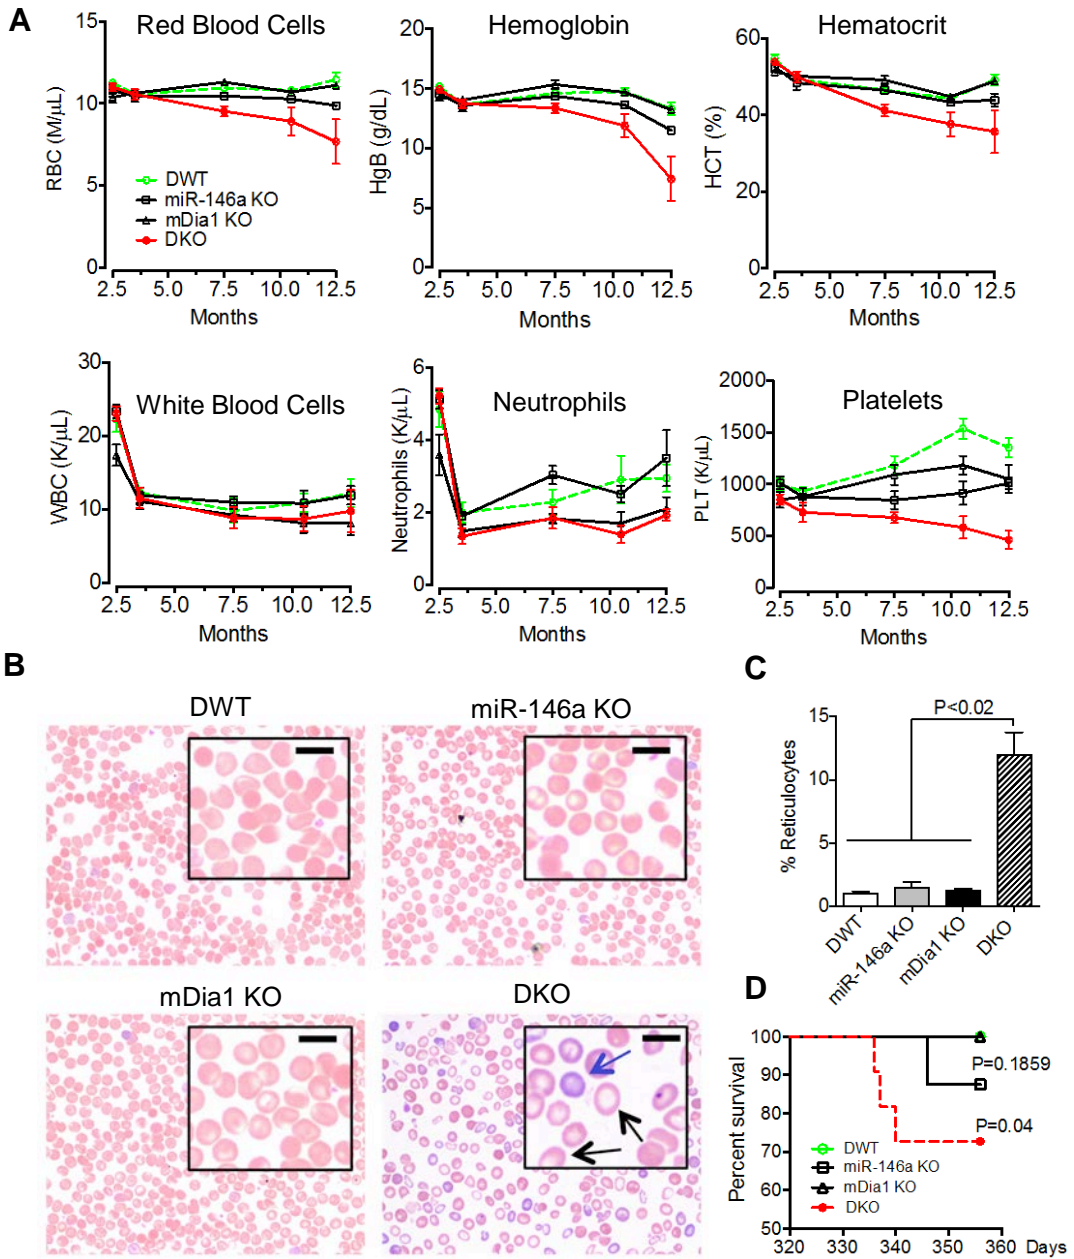 A
Red Blood Cells
Hemoglobin
Hematocrit
15
10
5
0
RBC (M/μL)
DWT
miR-146a KO
mDia1 KO
DKO
2.5 5.0 7.5 10.0 12.5
Months
20
15
10
5
0
HgB (g/dL)
2.5 5.0 7.5 10.0 12.5
Months
60
40
20
0
HCT (%)
2.5 5.0 7.5 10.0 12.5
Months
White Blood Cells
Neutrophils
Platelets
30
20
10
0
WBC (K/μL)
2.5 5.0 7.5 10.0 12.5
Months
6
4
2
0
Neutrophils (K/μL)
2.5 5.0 7.5 10.0 12.5
Months
2000
1500
1000
500
0
PLT (K/μL)
2.5 5.0 7.5 10.0 12.5
Months
B
DWT
miR-146a KO
mDia1 KO
DKO
C
P<0.02
15
10
5
0
% Reticulocytes
DWT
miR-146a KO
mDia1 KO
DKO
D
100
90
80
70
60
50
Percent survival
P=0.1859
P=0.04
DWT
miR-146a KO
mDia1 KO
DKO
320 330 340 350 360 Days